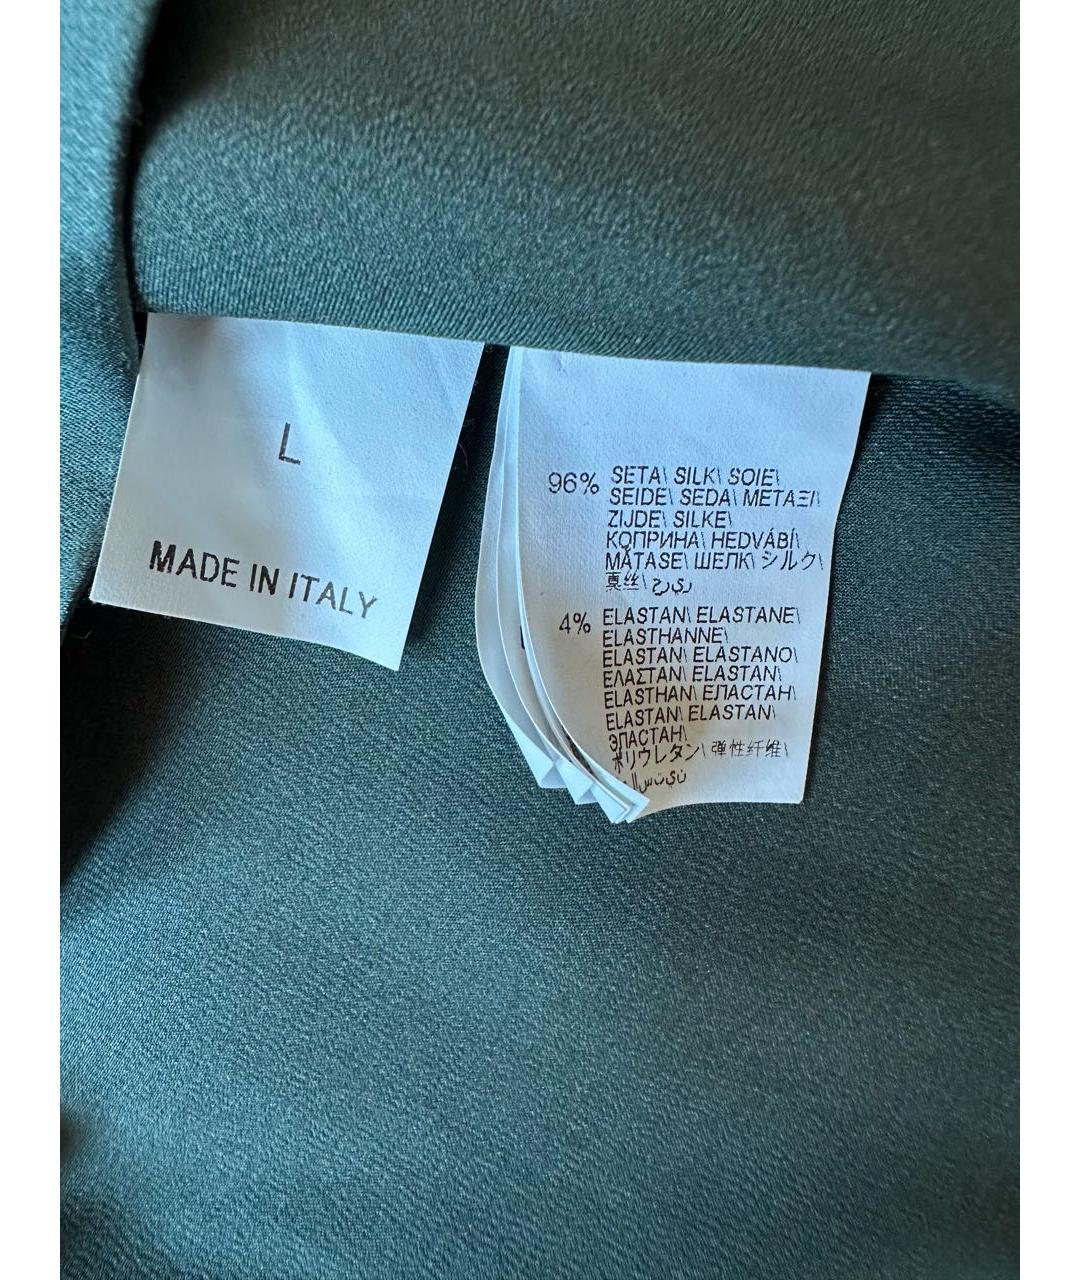 L
MADE IN ITALY
96% SETA\ SILK\ SOIE\
SEIDE\ SEDA\ ΜΕΤΑΞΙ\
ZIJDE\ SILKE\
КОПРИНА\ HEDVÁBÍ\
MĂTASE\ ШЕЛК\ シルク\
真丝\ حرير
4% ELASTAN\ ELASTANE\
ELASTHANNE\
ELASTAN\ ELASTANO\
ΕΛΑΣΤΑΝ\ ELASTAN\
ELASTHAN\ ЕЛАСТАН\
ELASTAN\ ELASTAN\
ЭЛАСТАН\
ポリウレタン\ 弹性纤维\